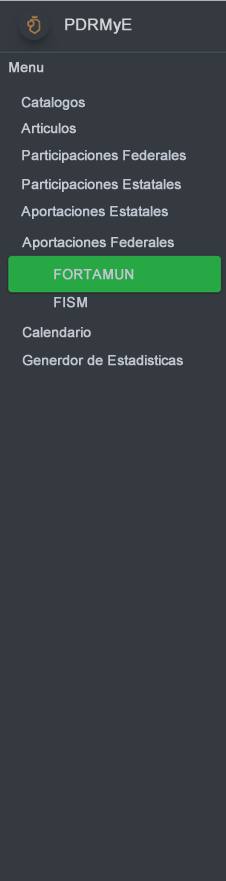 PDRMyE
Menu
Catalogos
Articulos
Participaciones Federales
Participaciones Estatales
Aportaciones Estatales
Aportaciones Federales
FORTAMUN
FISM
Calendario
Generdor de Estadisticas